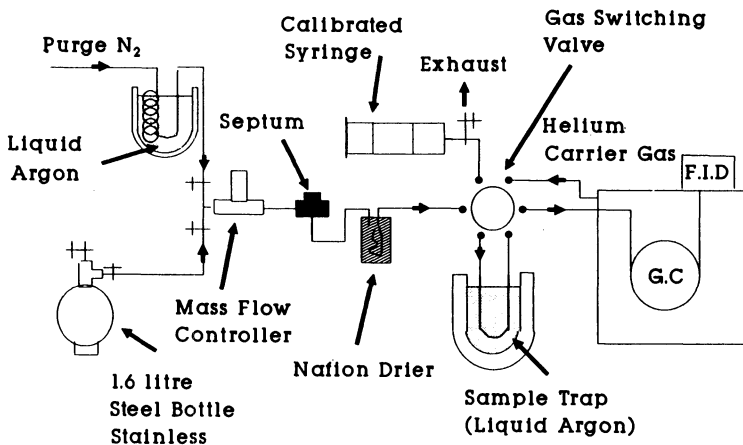 Purge N₂
Liquid
Argon
Septum
Calibrated
Syringe
Exhaust
Gas Switching
Valve
Helium
Carrier Gas
F.I.D
G.C
Mass Flow
Controller
Nafion Drier
1.6 litre
Steel Bottle
Stainless
Sample Trap
(Liquid Argon)